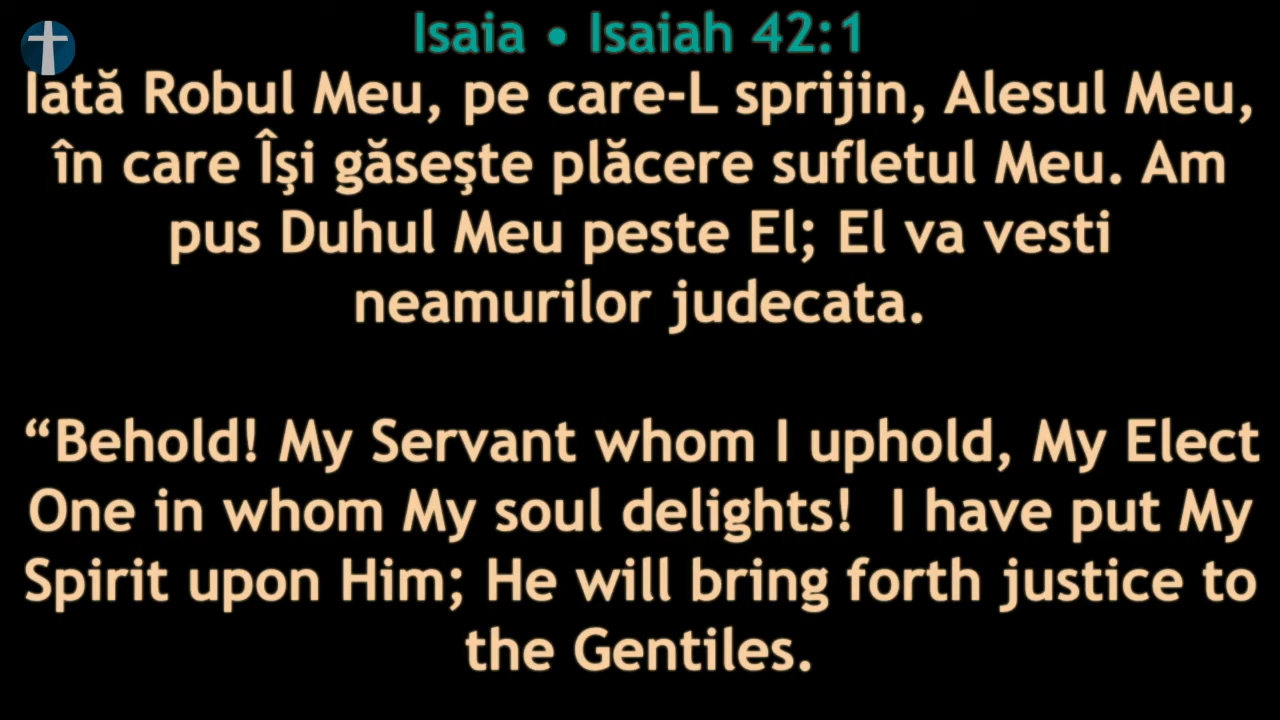 Isaia • Isaiah 42:1
Iată Robul Meu, pe care-L sprijin, Alesul Meu,
în care Îşi găseşte plăcere sufletul Meu. Am
pus Duhul Meu peste El; El va vesti
neamurilor judecata.
“Behold! My Servant whom I uphold, My Elect
One in whom My soul delights!  I have put My
Spirit upon Him; He will bring forth justice to
the Gentiles.